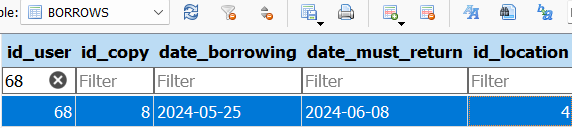 le: BORROWS
id_user id_copy date_borrowing date_must_return id_location
68 Filter Filter Filter Filter
68 8 2024-05-25 2024-06-08 4